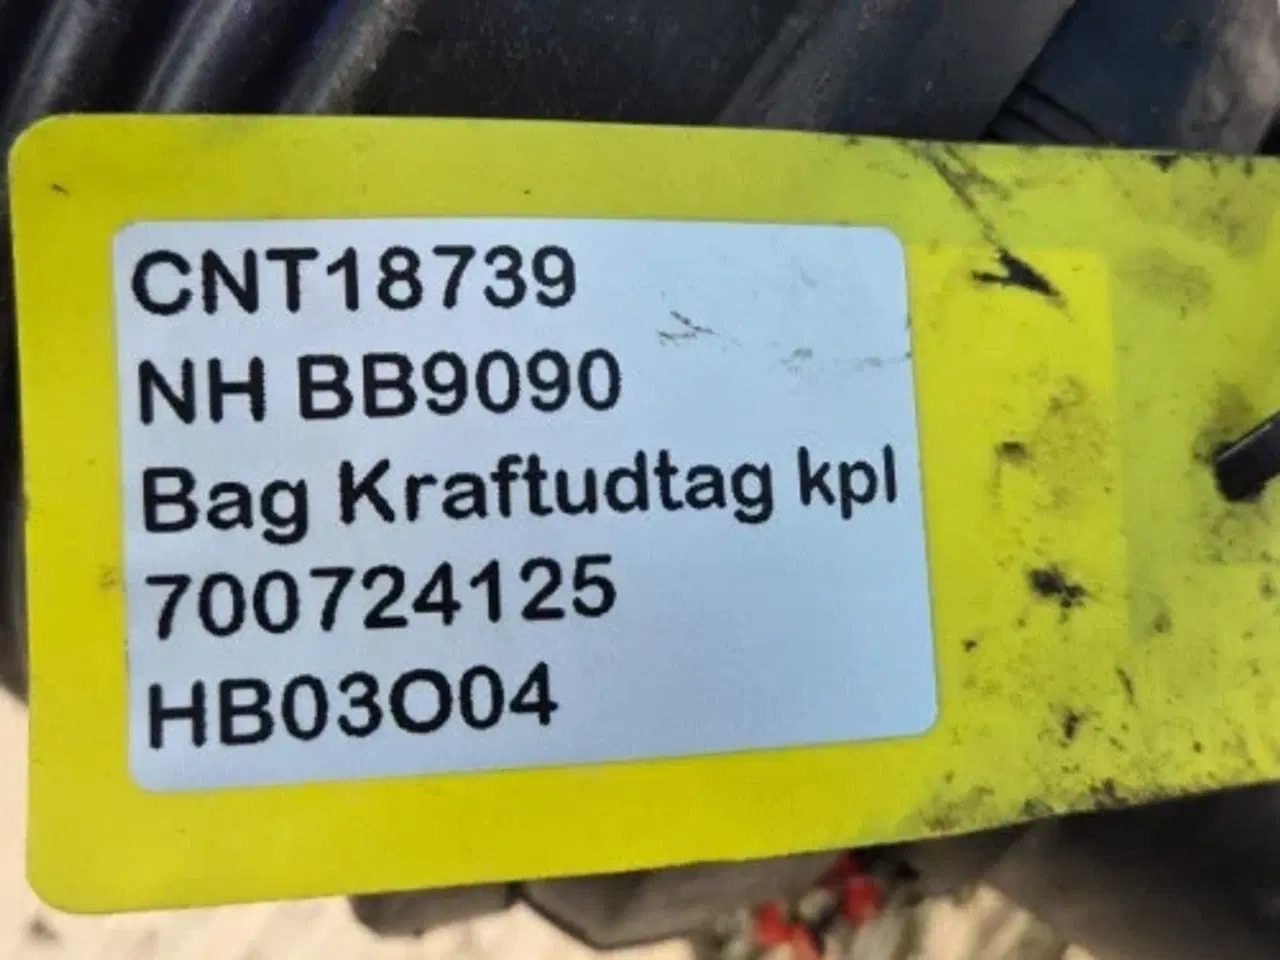 CNT18739
NH BB9090
Bag Kraftudtag kpl
700724125
HB03O04